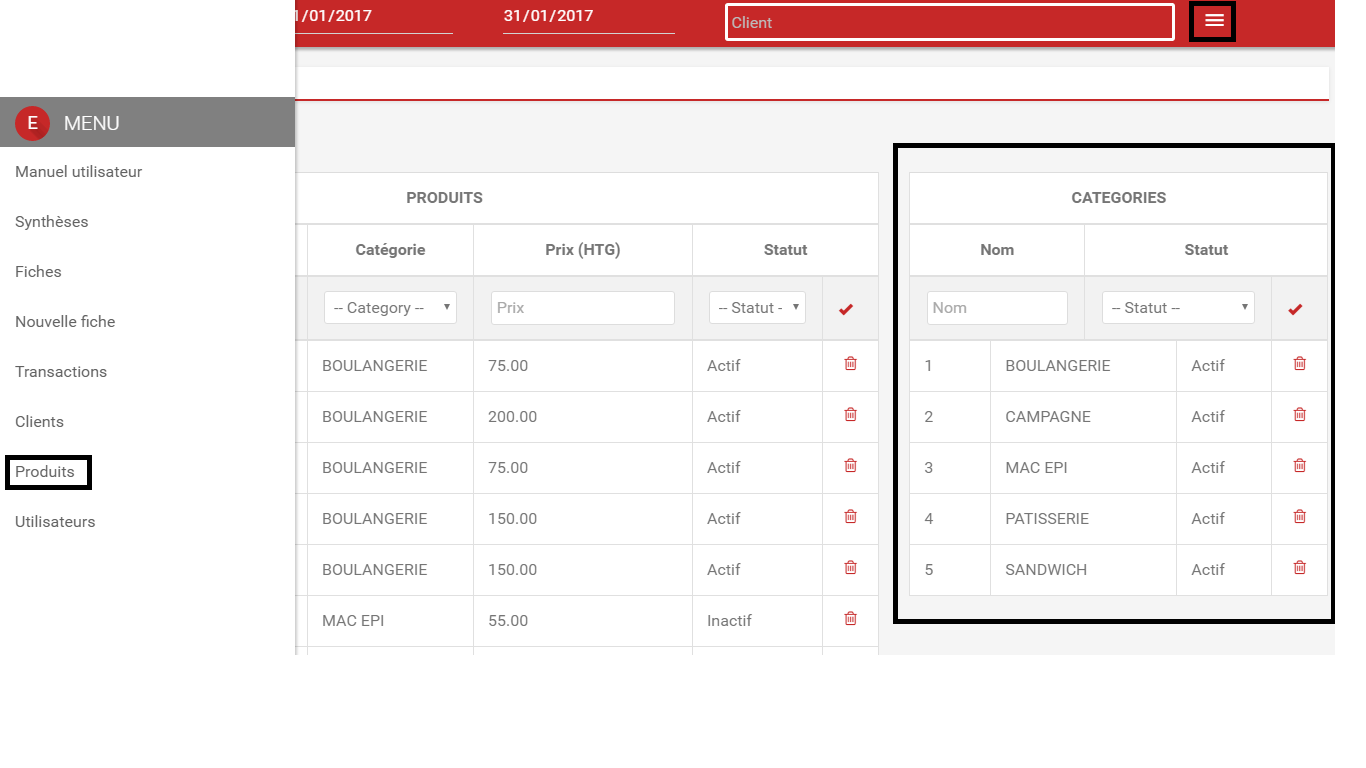 1/01/2017 31/01/2017 Client
E MENU
Manuel utilisateur
Synthèses
Fiches
Nouvelle fiche
Transactions
Clients
Produits
Utilisateurs
PRODUITS
Catégorie Prix (HTG) Statut
-- Category -- Prix -- Statut -
BOULANGERIE 75.00 Actif
BOULANGERIE 200.00 Actif
BOULANGERIE 75.00 Actif
BOULANGERIE 150.00 Actif
BOULANGERIE 150.00 Actif
MAC EPI 55.00 Inactif
CATEGORIES
Nom Statut
Nom -- Statut --
1 BOULANGERIE Actif
2 CAMPAGNE Actif
3 MAC EPI Actif
4 PATISSERIE Actif
5 SANDWICH Actif